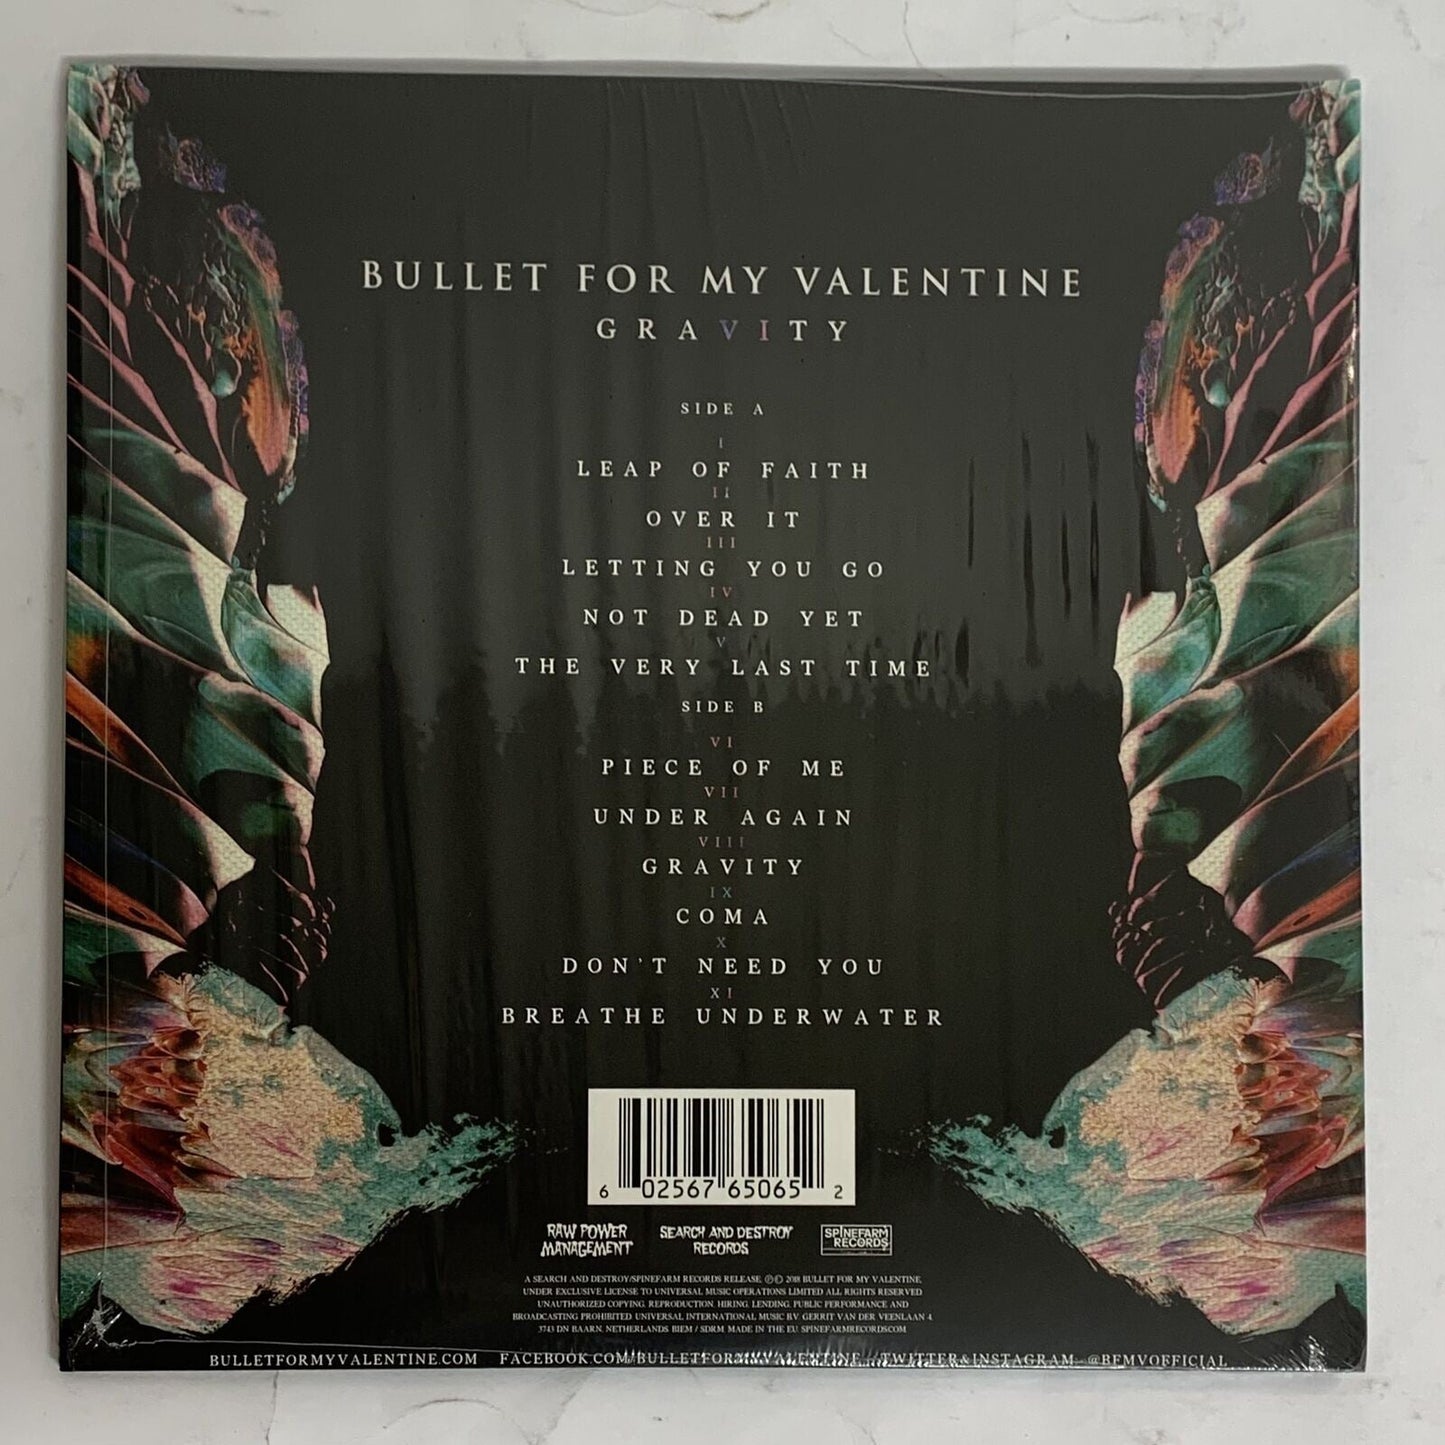 BULLET FOR MY VALENTINE
GRAVITY
SIDE A
I
LEAP OF FAITH
II
OVER IT
III
LETTING YOU GO
IV
NOT DEAD YET
V
THE VERY LAST TIME
SIDE B
VI
PIECE OF ME
VII
UNDER AGAIN
VIII
GRAVITY
IX
COMA
X
DON'T NEED YOU
XI
BREATHE UNDERWATER
6 02567 65065 2
RAW POWER MANAGEMENT
SEARCH AND DESTROY RECORDS
SPINEFARM RECORDS
A SEARCH AND DESTROY/SPINEFARM RECORDS RELEASE, ℗© 2018 BULLET FOR MY VALENTINE,
UNDER EXCLUSIVE LICENSE TO UNIVERSAL MUSIC OPERATIONS LIMITED ALL RIGHTS RESERVED
UNAUTHORIZED COPYING, REPRODUCTION, HIRING, LENDING, PUBLIC PERFORMANCE AND
BROADCASTING PROHIBITED. UNIVERSAL INTERNATIONAL MUSIC B.V. GERRIT VAN DER VEENLAAN 4,
3743 DN BAARN, NETHERLANDS. BIEM / SDRM. MADE IN THE EU. SPINEFARMRECORDS.COM
BULLETFORMYVALENTINE.COM FACEBOOK.COM/BULLETFORMYVALENTINE TWITTER&INSTAGRAM @BFMVOFFICIAL